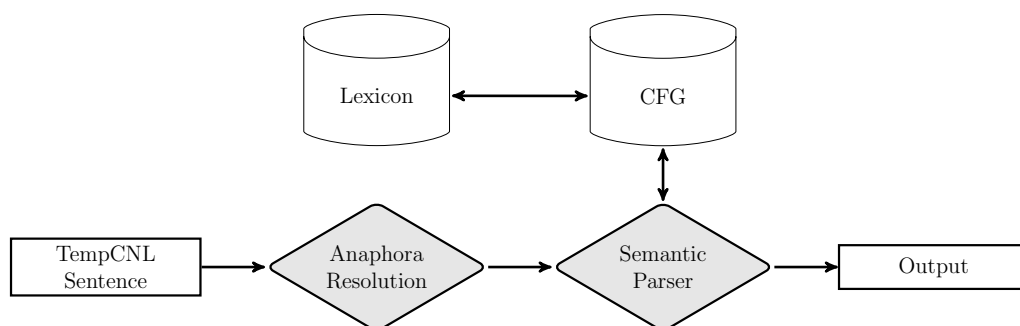 Lexicon
CFG
TempCNL
Sentence
Anaphora
Resolution
Semantic
Parser
Output